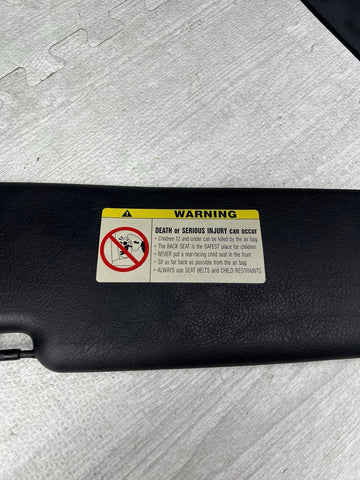 WARNING
DEATH or SERIOUS INJURY can occur
• Children 12 and under can be killed by the air bag
• The BACK SEAT is the SAFEST place for children
• NEVER put a rear-facing child seat in the front
• Sit as far back as possible from the air bag
• ALWAYS use SEAT BELTS and CHILD RESTRAINTS